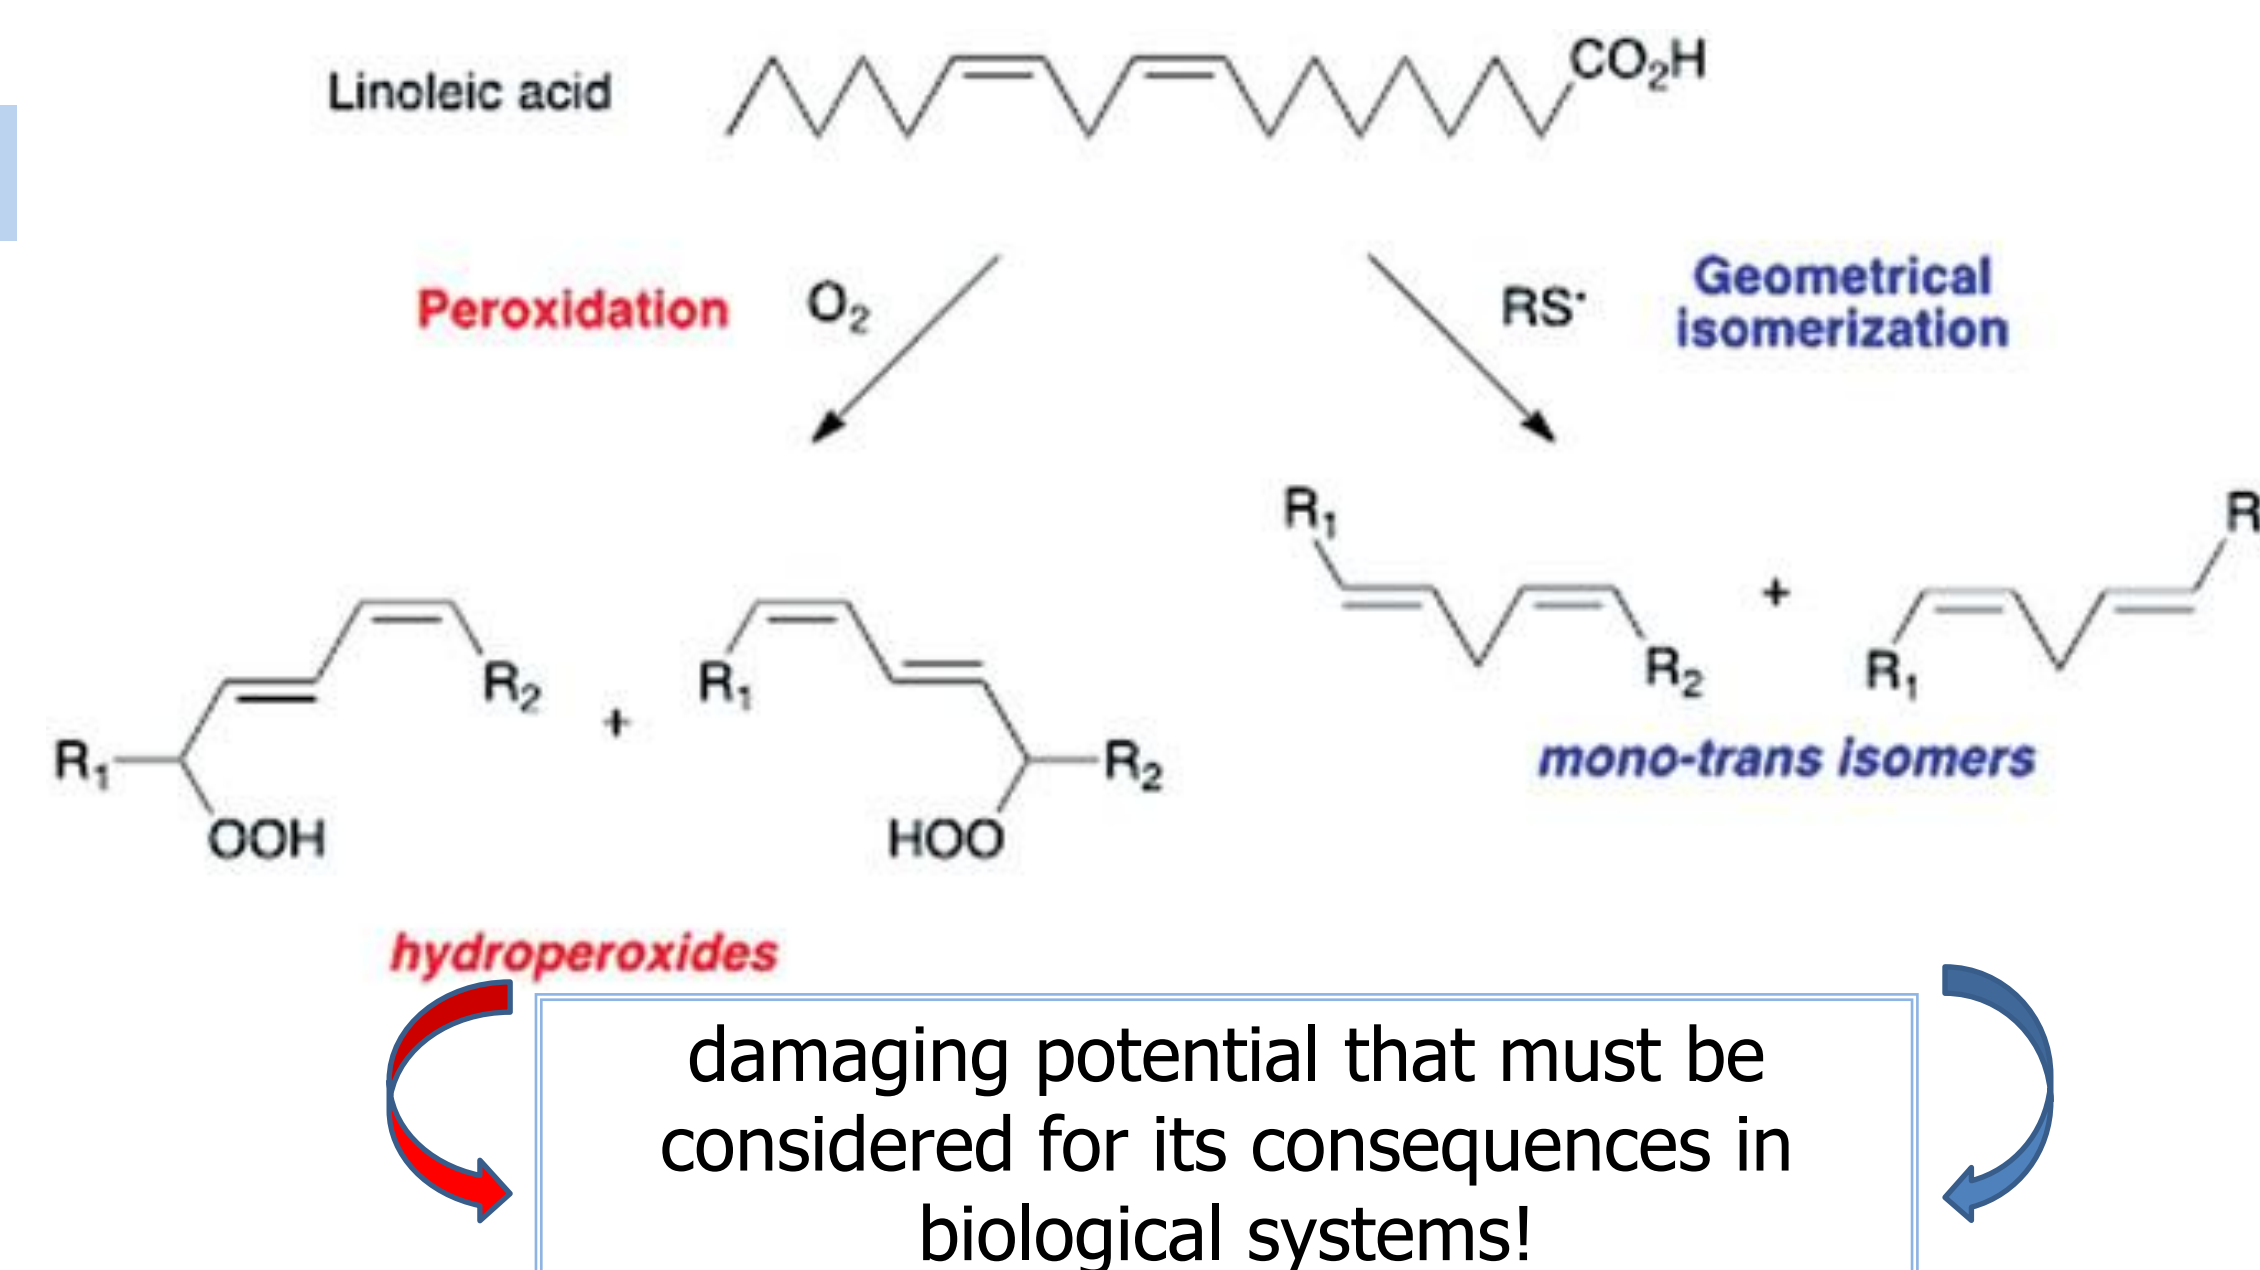 Linoleic acid
CO₂H
Peroxidation O₂
RS· Geometrical
isomerization
R₁ R₂ + R₁ R
mono-trans isomers
R₁ OOH R₂ + R₁ HOO R₂
hydroperoxides
damaging potential that must be
considered for its consequences in
biological systems!